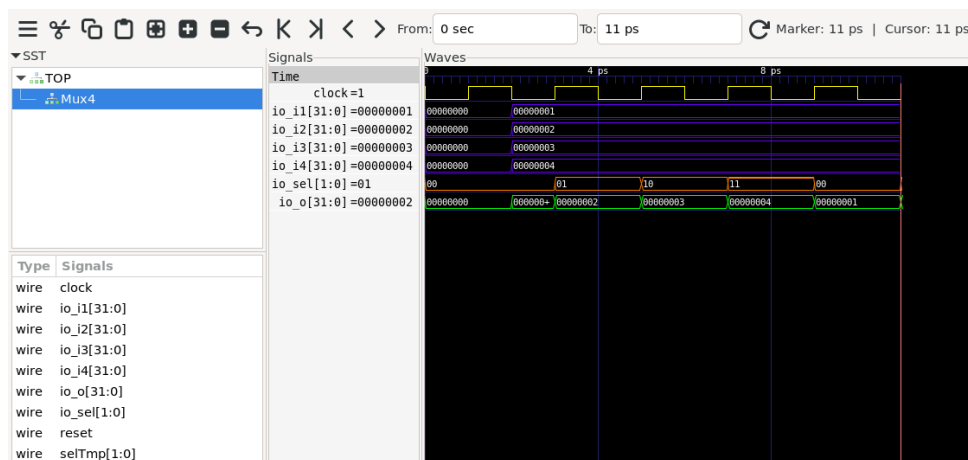 From: 0 sec To: 11 ps Marker: 11 ps | Cursor: 11 ps
SST
TOP
Mux4
Type Signals
wire clock
wire io_i1[31:0]
wire io_i2[31:0]
wire io_i3[31:0]
wire io_i4[31:0]
wire io_o[31:0]
wire io_sel[1:0]
wire reset
wire selTmp[1:0]
Signals
Time
clock=1
io_i1[31:0]=00000001
io_i2[31:0]=00000002
io_i3[31:0]=00000003
io_i4[31:0]=00000004
io_sel[1:0]=01
io_o[31:0]=00000002
Waves
4 ps 8 ps
00000000 00000001
00000000 00000002
00000000 00000003
00000000 00000004
00 01 10 11 00
00000000 000000+ 00000002 00000003 00000004 00000001